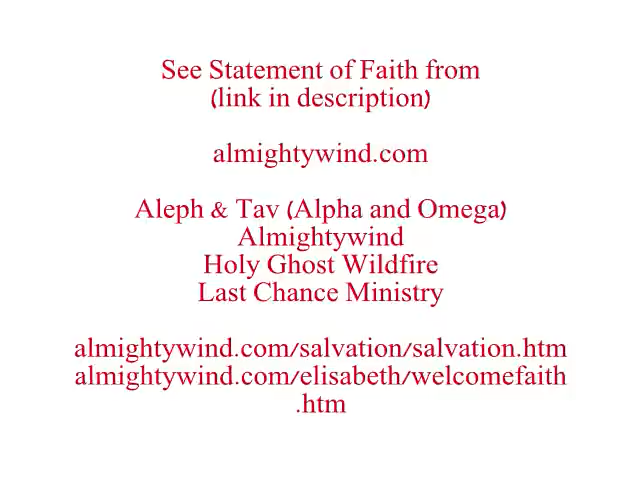 See Statement of Faith from
(link in description)
almightywind.com
Aleph & Tav (Alpha and Omega)
Almightywind
Holy Ghost Wildfire
Last Chance Ministry
almightywind.com/salvation/salvation.htm
almightywind.com/elisabeth/welcomefaith
.htm